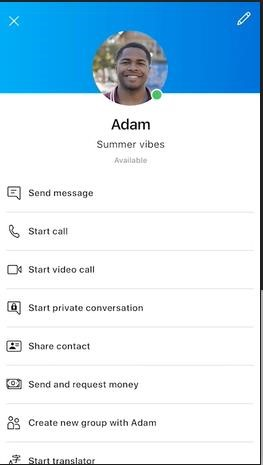 Adam
Summer vibes
Available
Send message
Start call
Start video call
Start private conversation
Share contact
Send and request money
Create new group with Adam
Start translator